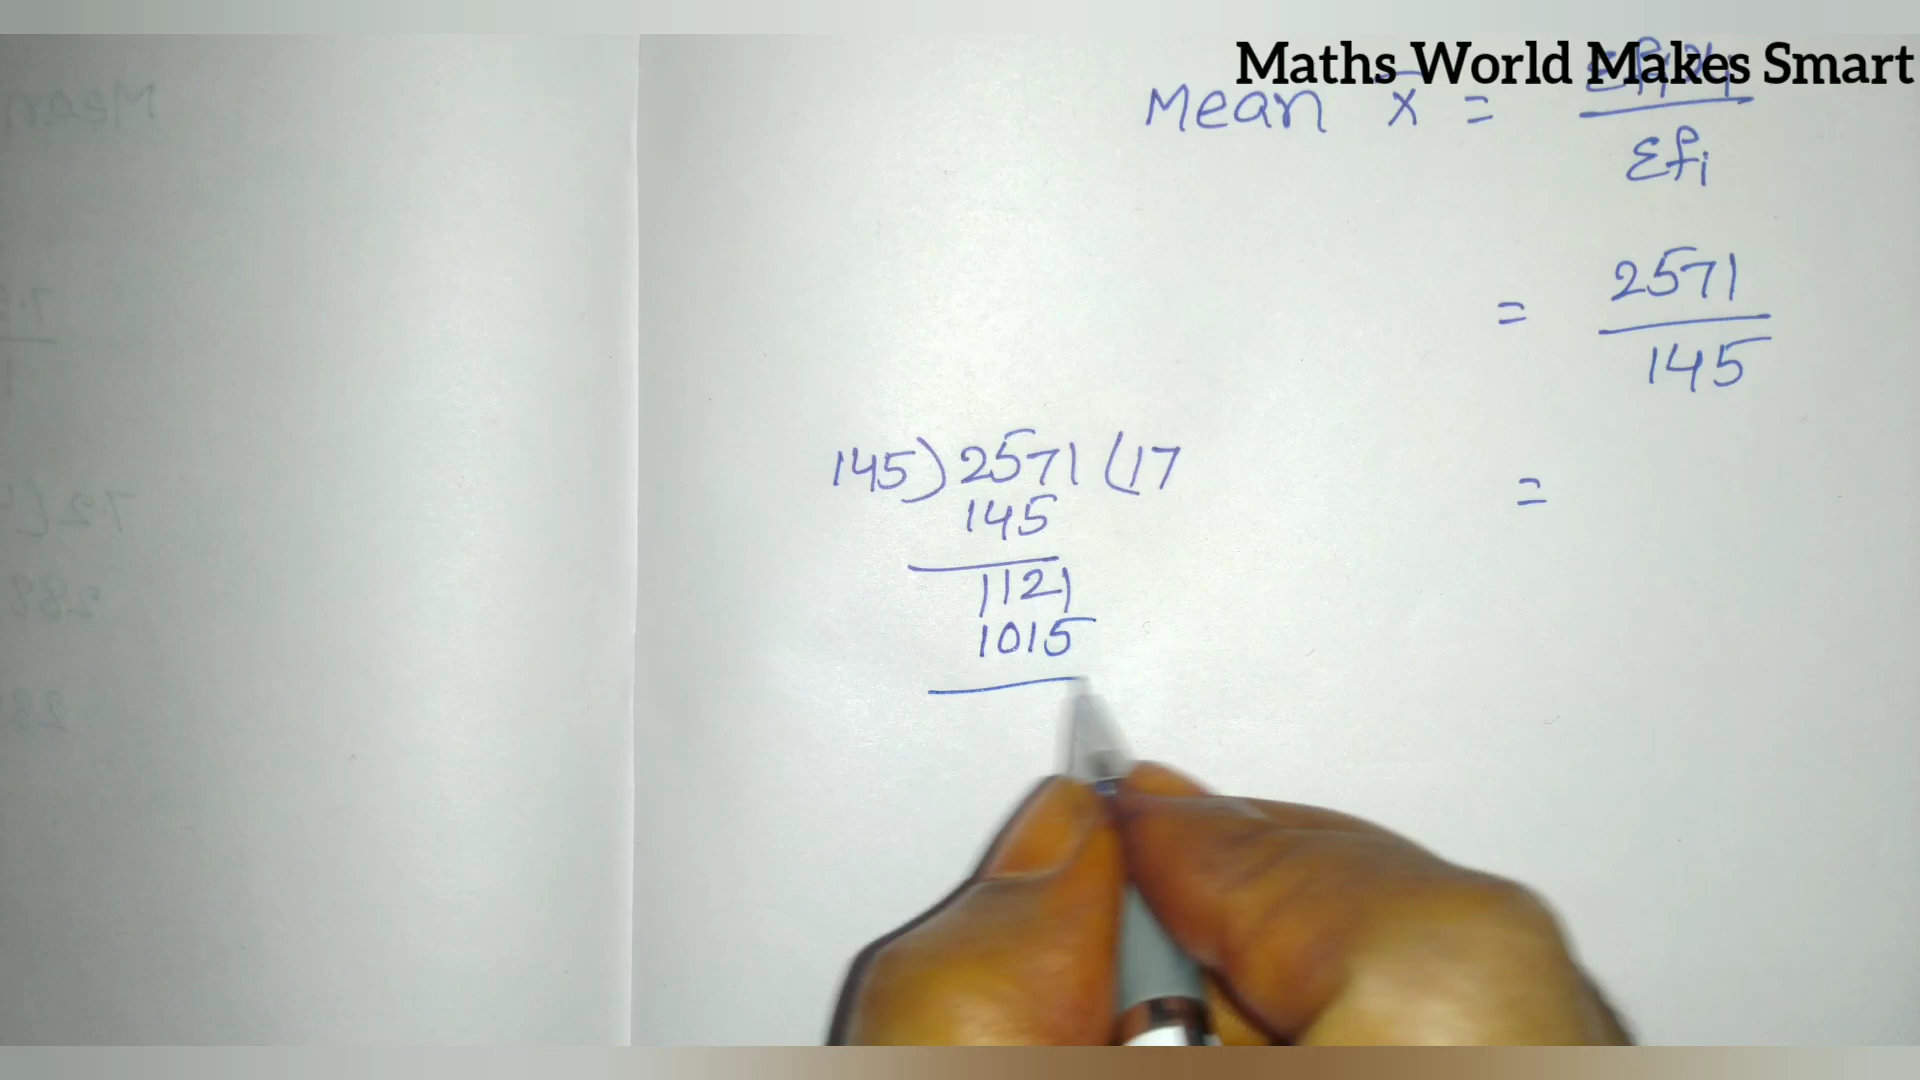 Maths World Makes Smart
Mean x̄ =
Σfi
= 2571
145
145) 2571 (17
145
1121
1015
=